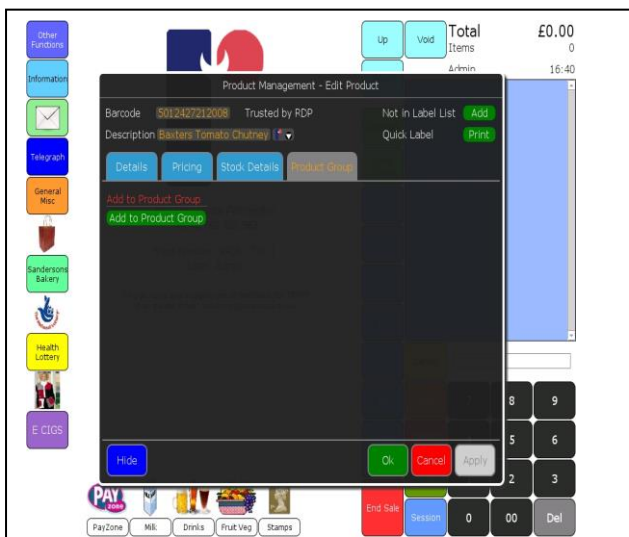 Other
Functions
Information
Telegraph
General
Misc
Sandersons
Bakery
Health
Lottery
E CIGS
Up
Void
Total
£0.00
Items
0
Admin
16:40
Product Management - Edit Product
Barcode 5012427212008 Trusted by RDP
Not in Label List Add
Description Baxters Tomato Chutney
Quick Label Print
Details Pricing Stock Details Product Group
Add to Product Group
Add to Product Group
Hide
Ok Cancel Apply
8 9
5 6
2 3
0 00 Del
End Sale
Session
PAY
PayZone Milk Drinks Fruit Veg Stamps